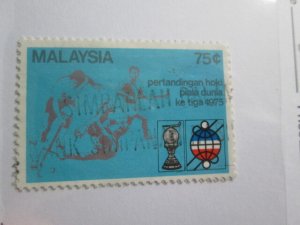 MALAYSIA 75¢
pertandingan hoki
piala dunia
ke tiga 1975